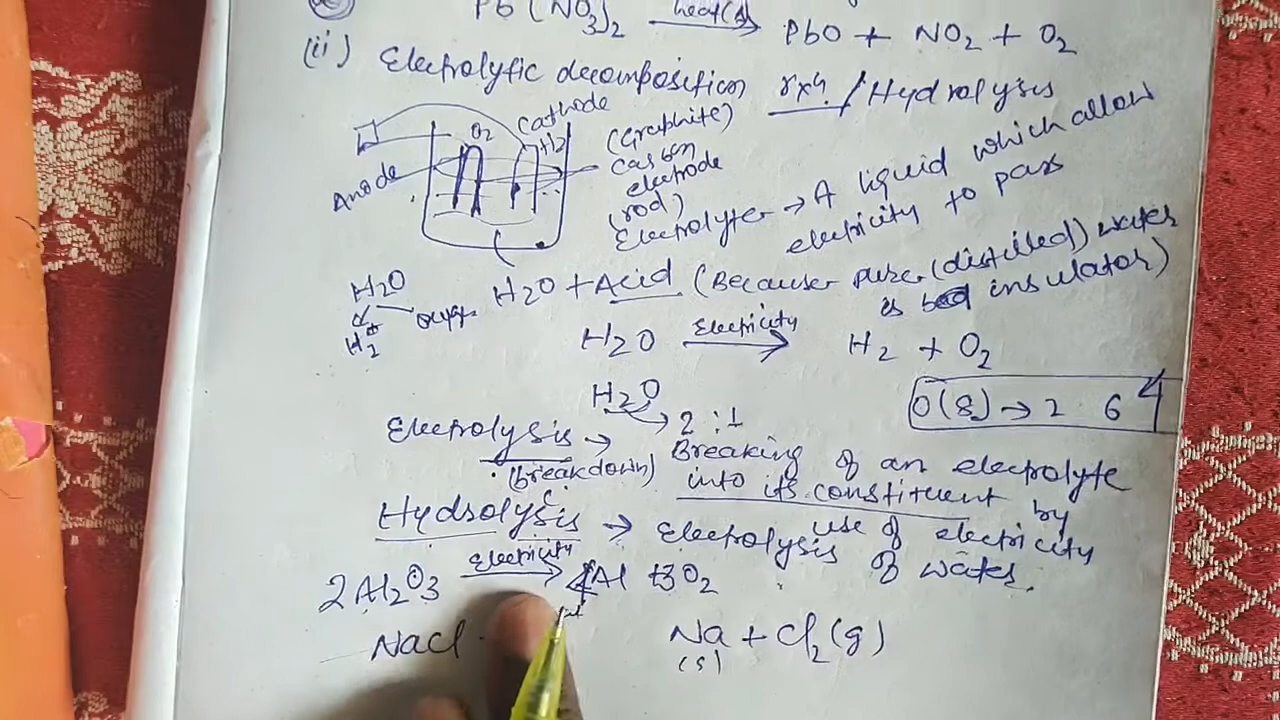 Pb(NO3)2 heat(Δ) → PbO + NO2 + O2
(ii) Electrolytic decomposition rxn. / Hydrolysis
O2 Cathode H2
(Graphite)
Carbon
electrode
(rod)
Anode
Electrolyte → A liquid which allow
electricity to pass
H2O + Acid (Because pure (distilled) water
is insulator)
H2O
H2
H2O Electricity → H2 + O2
H2O
→ 2 : 1
O(8) → 2 6
Electrolysis → Breaking of an electrolyte
(breakdown) into its constituent by
use of electricity
Hydrolysis → Electrolysis of water.
2Al2O3 Electricity → 4Al + 3O2
NaCl Na + Cl2(g)
(s)